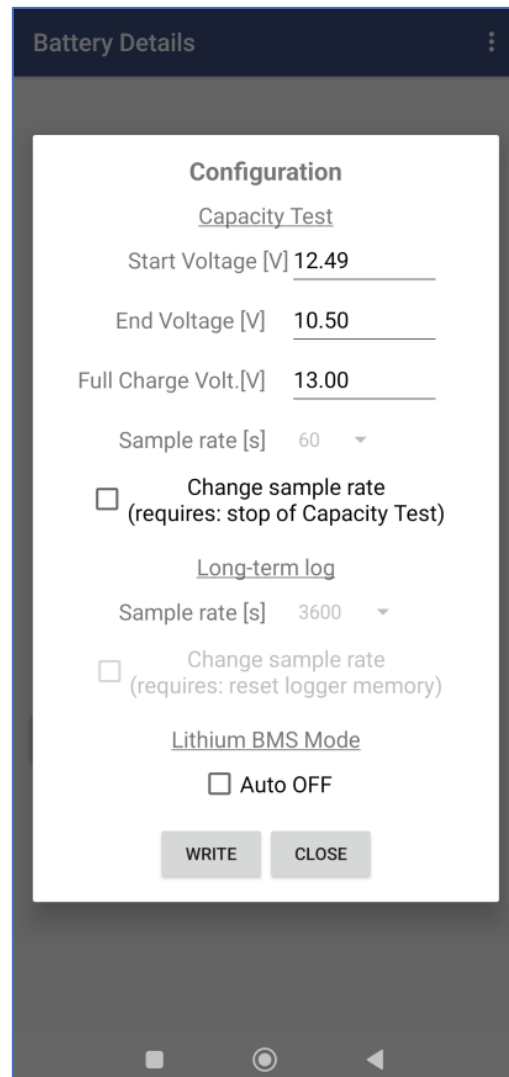 Battery Details
Configuration
Capacity Test
Start Voltage [V] 12.49
End Voltage [V] 10.50
Full Charge Volt.[V] 13.00
Sample rate [s] 60
Change sample rate
(requires: stop of Capacity Test)
Long-term log
Sample rate [s] 3600
Change sample rate
(requires: reset logger memory)
Lithium BMS Mode
Auto OFF
WRITE CLOSE